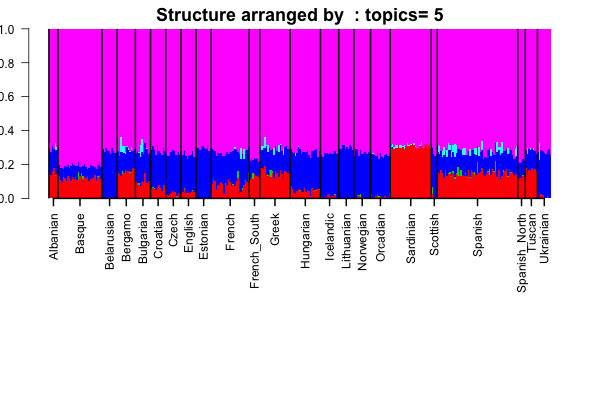 Structure arranged by : topics= 5
1.0
0.8
0.6
0.4
0.2
0.0
Albanian
Basque
Belarusian
Bergamo
Bulgarian
Croatian
Czech
English
Estonian
French
French_South
Greek
Hungarian
Icelandic
Lithuanian
Norwegian
Orcadian
Sardinian
Scottish
Spanish
Spanish_North
Tuscan
Ukrainian